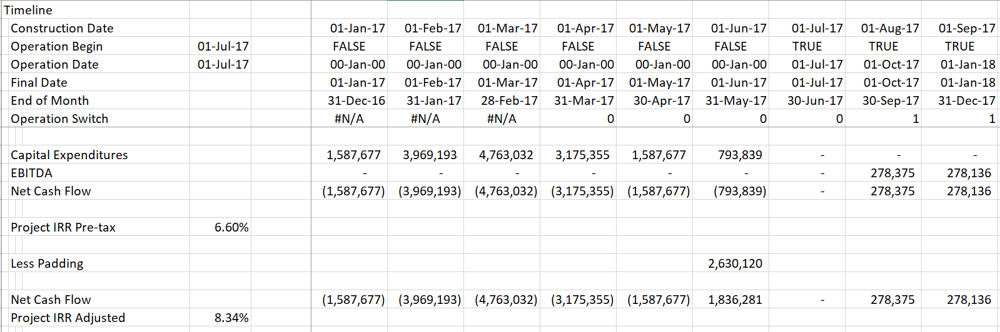 Timeline
Construction Date 01-Jan-17 01-Feb-17 01-Mar-17 01-Apr-17 01-May-17 01-Jun-17 01-Jul-17 01-Aug-17 01-Sep-17
Operation Begin 01-Jul-17 FALSE FALSE FALSE FALSE FALSE FALSE TRUE TRUE TRUE
Operation Date 01-Jul-17 00-Jan-00 00-Jan-00 00-Jan-00 00-Jan-00 00-Jan-00 00-Jan-00 01-Jul-17 01-Oct-17 01-Jan-18
Final Date 01-Jan-17 01-Feb-17 01-Mar-17 01-Apr-17 01-May-17 01-Jun-17 01-Jul-17 01-Oct-17 01-Jan-18
End of Month 31-Dec-16 31-Jan-17 28-Feb-17 31-Mar-17 30-Apr-17 31-May-17 30-Jun-17 30-Sep-17 31-Dec-17
Operation Switch #N/A #N/A #N/A 0 0 0 0 1 1
Capital Expenditures 1,587,677 3,969,193 4,763,032 3,175,355 1,587,677 793,839 - - -
EBITDA - - - - - - - 278,375 278,136
Net Cash Flow (1,587,677) (3,969,193) (4,763,032) (3,175,355) (1,587,677) (793,839) - 278,375 278,136
Project IRR Pre-tax 6.60%
Less Padding 2,630,120
Net Cash Flow (1,587,677) (3,969,193) (4,763,032) (3,175,355) (1,587,677) 1,836,281 - 278,375 278,136
Project IRR Adjusted 8.34%